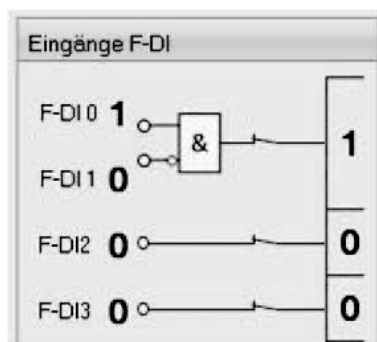 Eingänge F-DI
F-DI 0 1
&
1
F-DI 1 0
F-DI2 0 0
F-DI3 0 0